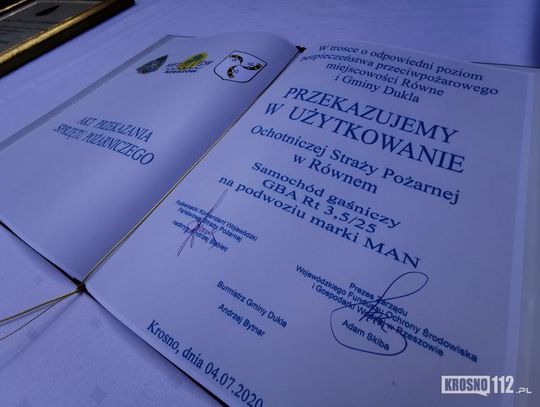 AKT PRZEKAZANIA
SPRZĘTU POŻARNICZEGO
W trosce o odpowiedni poziom
bezpieczeństwa przeciwpożarowego
miejscowości Równe
i Gminy Dukla
PRZEKAZUJEMY
W UŻYTKOWANIE
Ochotniczej Straży Pożarnej
w Równem
Samochód gaśniczy
GBA Rt 3,5/25
na podwoziu marki MAN
Podkarpacki Komendant Wojewódzki
Państwowej Straży Pożarnej
nadbryg. Andrzej Babiec
Burmistrz Gminy Dukla
Andrzej Bytnar
Prezes Zarządu
Wojewódzkiego Funduszu Ochrony Środowiska
i Gospodarki Wodnej w Rzeszowie
Adam Skiba
Krosno, dnia 04.07.2020
KROSNO112.PL